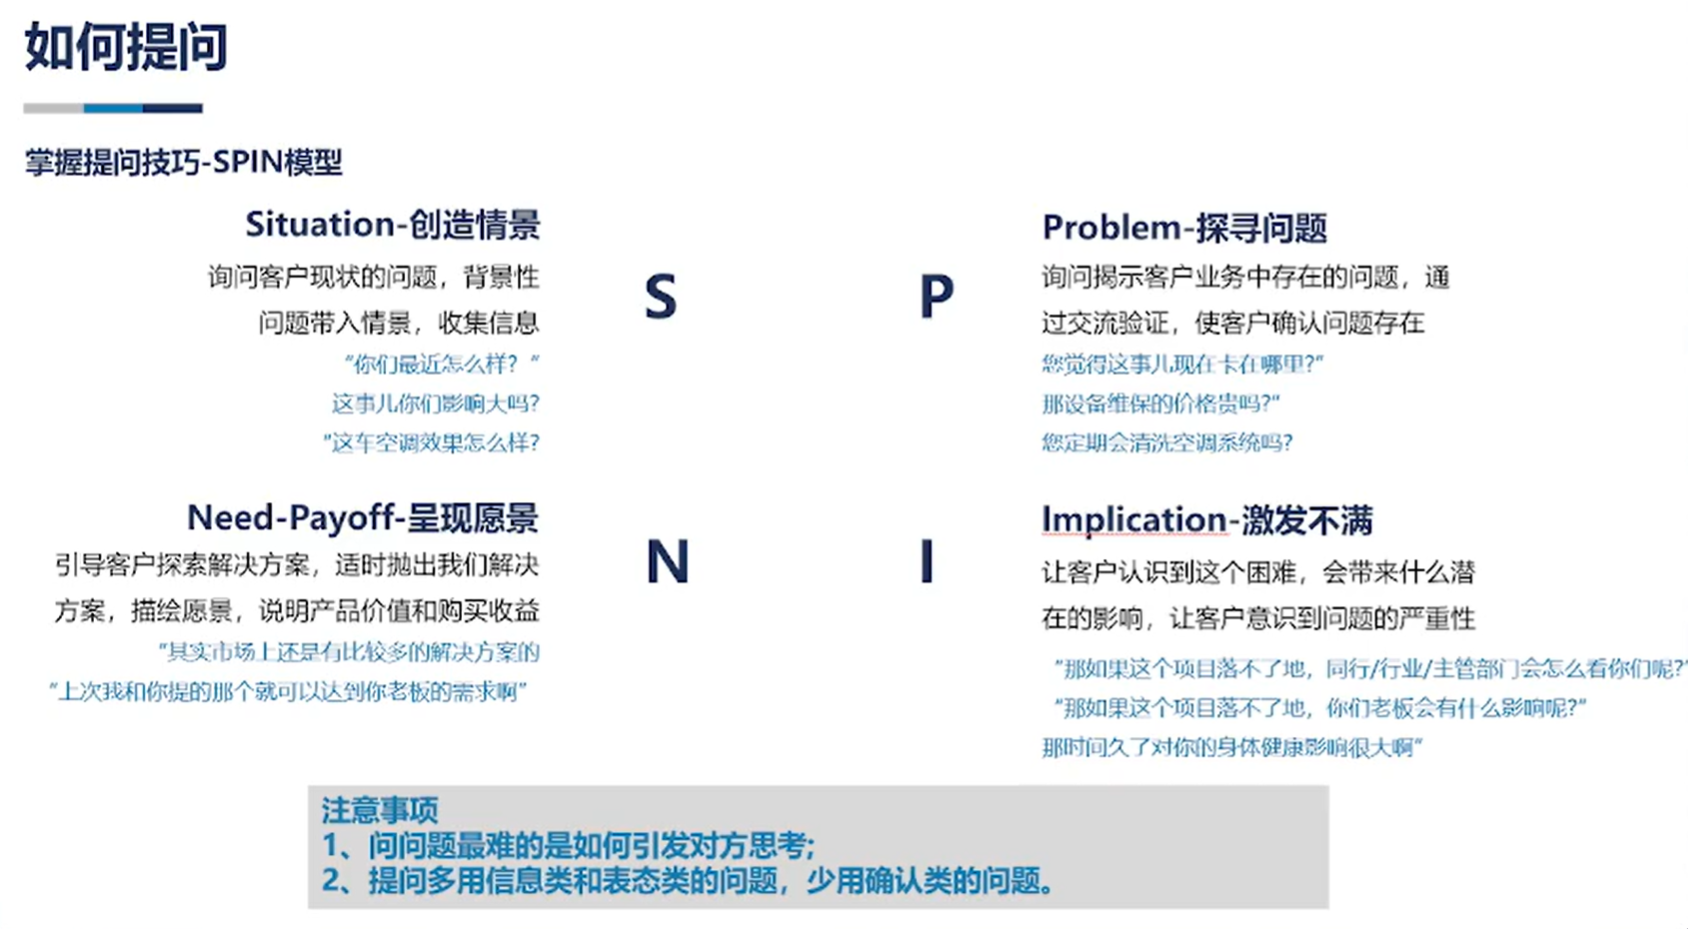 如何提问
掌握提问技巧-SPIN模型
Situation-创造情景
询问客户现状的问题，背景性
问题带入情景，收集信息
“你们最近怎么样？“
这事儿你们影响大吗?
”这车空调效果怎么样?
S
P
Problem-探寻问题
询问揭示客户业务中存在的问题，通
过交流验证，使客户确认问题存在
您觉得这事儿现在卡在哪里?”
那设备维保的价格贵吗?”
您定期会清洗空调系统吗?
Need-Payoff-呈现愿景
引导客户探索解决方案，适时抛出我们解决
方案，描绘愿景，说明产品价值和购买收益
“其实市场上还是有比较多的解决方案的
“上次我和你提的那个就可以达到你老板的需求啊”
N
I
Implication-激发不满
让客户认识到这个困难，会带来什么潜
在的影响，让客户意识到问题的严重性
“那如果这个项目落不了地，同行/行业/主管部门会怎么看你们呢?”
“那如果这个项目落不了地，你们老板会有什么影响呢?”
那时间久了对你的身体健康影响很大啊”
注意事项
1、问问题最难的是如何引发对方思考;
2、提问多用信息类和表态类的问题，少用确认类的问题。